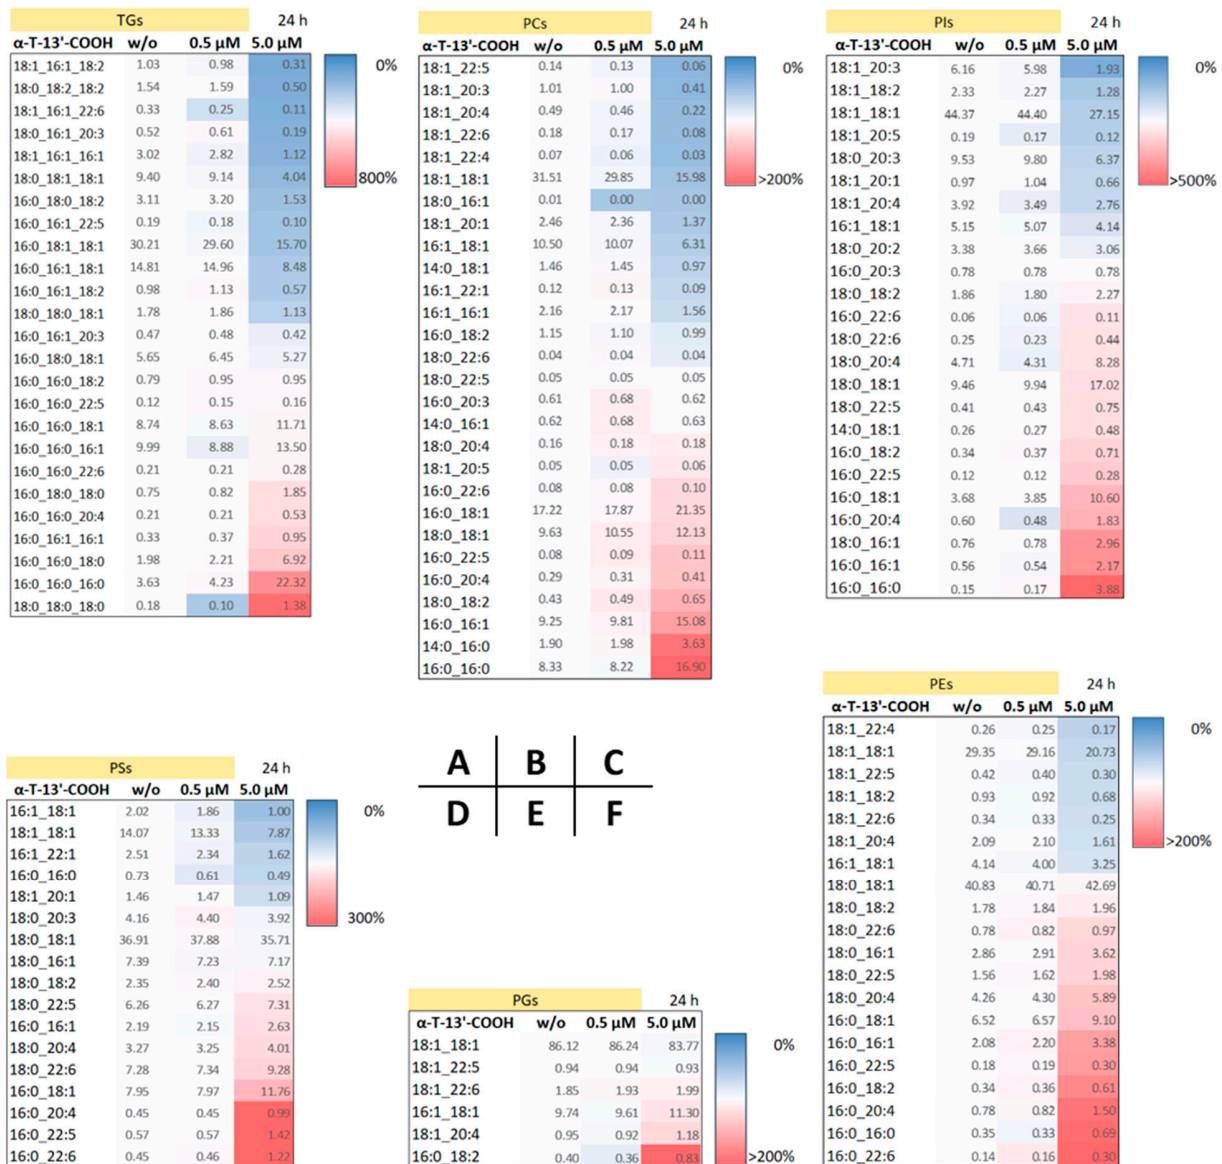 TGs 24 h
α-T-13'-COOH w/o 0.5 µM 5.0 µM
18:1_16:1_18:2 1.03 0.98 0.31
18:0_18:2_18:2 1.54 1.59 0.50
18:1_16:1_22:6 0.33 0.25 0.11
18:0_16:1_20:3 0.52 0.61 0.19
18:1_16:1_16:1 3.02 2.82 1.12
18:0_18:1_18:1 9.40 9.14 4.04
16:0_18:0_18:2 3.11 3.20 1.53
16:0_16:1_22:5 0.19 0.18 0.10
16:0_18:1_18:1 30.21 29.60 15.70
16:0_16:1_18:1 14.81 14.96 8.48
16:0_16:1_18:2 0.98 1.13 0.57
18:0_18:0_18:1 1.78 1.86 1.13
16:0_16:1_20:3 0.47 0.48 0.42
16:0_18:0_18:1 5.65 6.45 5.27
16:0_16:0_18:2 0.79 0.95 0.95
16:0_16:0_22:5 0.12 0.15 0.16
16:0_16:0_18:1 8.74 8.63 11.71
16:0_16:0_16:1 9.99 8.88 13.50
16:0_16:0_22:6 0.21 0.21 0.28
16:0_18:0_18:0 0.75 0.82 1.85
16:0_16:0_20:4 0.21 0.21 0.53
16:0_16:1_16:1 0.33 0.37 0.95
16:0_16:0_18:0 1.98 2.21 6.92
16:0_16:0_16:0 3.63 4.23 22.32
18:0_18:0_18:0 0.18 0.10 1.38
0%
800%
PCs 24 h
α-T-13'-COOH w/o 0.5 µM 5.0 µM
18:1_22:5 0.14 0.13 0.06
18:1_20:3 1.01 1.00 0.41
18:1_20:4 0.49 0.46 0.22
18:1_22:6 0.18 0.17 0.08
18:1_22:4 0.07 0.06 0.03
18:1_18:1 31.51 29.85 15.98
18:0_16:1 0.01 0.00 0.00
18:1_20:1 2.46 2.36 1.37
16:1_18:1 10.50 10.07 6.31
14:0_18:1 1.46 1.45 0.97
16:1_22:1 0.12 0.13 0.09
16:1_16:1 2.16 2.17 1.56
16:0_18:2 1.15 1.10 0.99
18:0_22:6 0.04 0.04 0.04
18:0_22:5 0.05 0.05 0.05
16:0_20:3 0.61 0.68 0.62
14:0_16:1 0.62 0.68 0.63
18:0_20:4 0.16 0.18 0.18
18:1_20:5 0.05 0.05 0.06
16:0_22:6 0.08 0.08 0.10
16:0_18:1 17.22 17.87 21.35
18:0_18:1 9.63 10.55 12.13
16:0_22:5 0.08 0.09 0.11
16:0_20:4 0.29 0.31 0.41
18:0_18:2 0.43 0.49 0.65
16:0_16:1 9.25 9.81 15.08
14:0_16:0 1.90 1.98 3.63
16:0_16:0 8.33 8.22 16.90
0%
>200%
PIs 24 h
α-T-13'-COOH w/o 0.5 µM 5.0 µM
18:1_20:3 6.16 5.98 1.93
18:1_18:2 2.33 2.27 1.28
18:1_18:1 44.37 44.40 27.15
18:1_20:5 0.19 0.17 0.12
18:0_20:3 9.53 9.80 6.37
18:1_20:1 0.97 1.04 0.66
18:1_20:4 3.92 3.49 2.76
16:1_18:1 5.15 5.07 4.14
18:0_20:2 3.38 3.66 3.06
16:0_20:3 0.78 0.78 0.78
18:0_18:2 1.86 1.80 2.27
16:0_22:6 0.06 0.06 0.11
18:0_22:6 0.25 0.23 0.44
18:0_20:4 4.71 4.31 8.28
18:0_18:1 9.46 9.94 17.02
18:0_22:5 0.41 0.43 0.75
14:0_18:1 0.26 0.27 0.48
16:0_18:2 0.34 0.37 0.71
16:0_22:5 0.12 0.12 0.28
16:0_18:1 3.68 3.85 10.60
16:0_20:4 0.60 0.48 1.83
18:0_16:1 0.76 0.78 2.96
16:0_16:1 0.56 0.54 2.17
16:0_16:0 0.15 0.17 3.88
0%
>500%
A B C
D E F
PSs 24 h
α-T-13'-COOH w/o 0.5 µM 5.0 µM
16:1_18:1 2.02 1.86 1.00
18:1_18:1 14.07 13.33 7.87
16:1_22:1 2.51 2.34 1.62
16:0_16:0 0.73 0.61 0.49
18:1_20:1 1.46 1.47 1.09
18:0_20:3 4.16 4.40 3.92
18:0_18:1 36.91 37.88 35.71
18:0_16:1 7.39 7.23 7.17
18:0_18:2 2.35 2.40 2.52
18:0_22:5 6.26 6.27 7.31
16:0_16:1 2.19 2.15 2.63
18:0_20:4 3.27 3.25 4.01
18:0_22:6 7.28 7.34 9.28
16:0_18:1 7.95 7.97 11.76
16:0_20:4 0.45 0.45 0.99
16:0_22:5 0.57 0.57 1.42
16:0_22:6 0.45 0.46 1.22
0%
300%
PGs 24 h
α-T-13'-COOH w/o 0.5 µM 5.0 µM
18:1_18:1 86.12 86.24 83.77
18:1_22:5 0.94 0.94 0.93
18:1_22:6 1.85 1.93 1.99
16:1_18:1 9.74 9.61 11.30
18:1_20:4 0.95 0.92 1.18
16:0_18:2 0.40 0.36 0.83
0%
>200%
PEs 24 h
α-T-13'-COOH w/o 0.5 µM 5.0 µM
18:1_22:4 0.26 0.25 0.17
18:1_18:1 29.35 29.16 20.73
18:1_22:5 0.42 0.40 0.30
18:1_18:2 0.93 0.92 0.68
18:1_22:6 0.34 0.33 0.25
18:1_20:4 2.09 2.10 1.61
16:1_18:1 4.14 4.00 3.25
18:0_18:1 40.83 40.71 42.69
18:0_18:2 1.78 1.84 1.96
18:0_22:6 0.78 0.82 0.97
18:0_16:1 2.86 2.91 3.62
18:0_22:5 1.56 1.62 1.98
18:0_20:4 4.26 4.30 5.89
16:0_18:1 6.52 6.57 9.10
16:0_16:1 2.08 2.20 3.38
16:0_22:5 0.18 0.19 0.30
16:0_18:2 0.34 0.36 0.61
16:0_20:4 0.78 0.82 1.50
16:0_16:0 0.35 0.33 0.69
16:0_22:6 0.14 0.16 0.30
0%
>200%